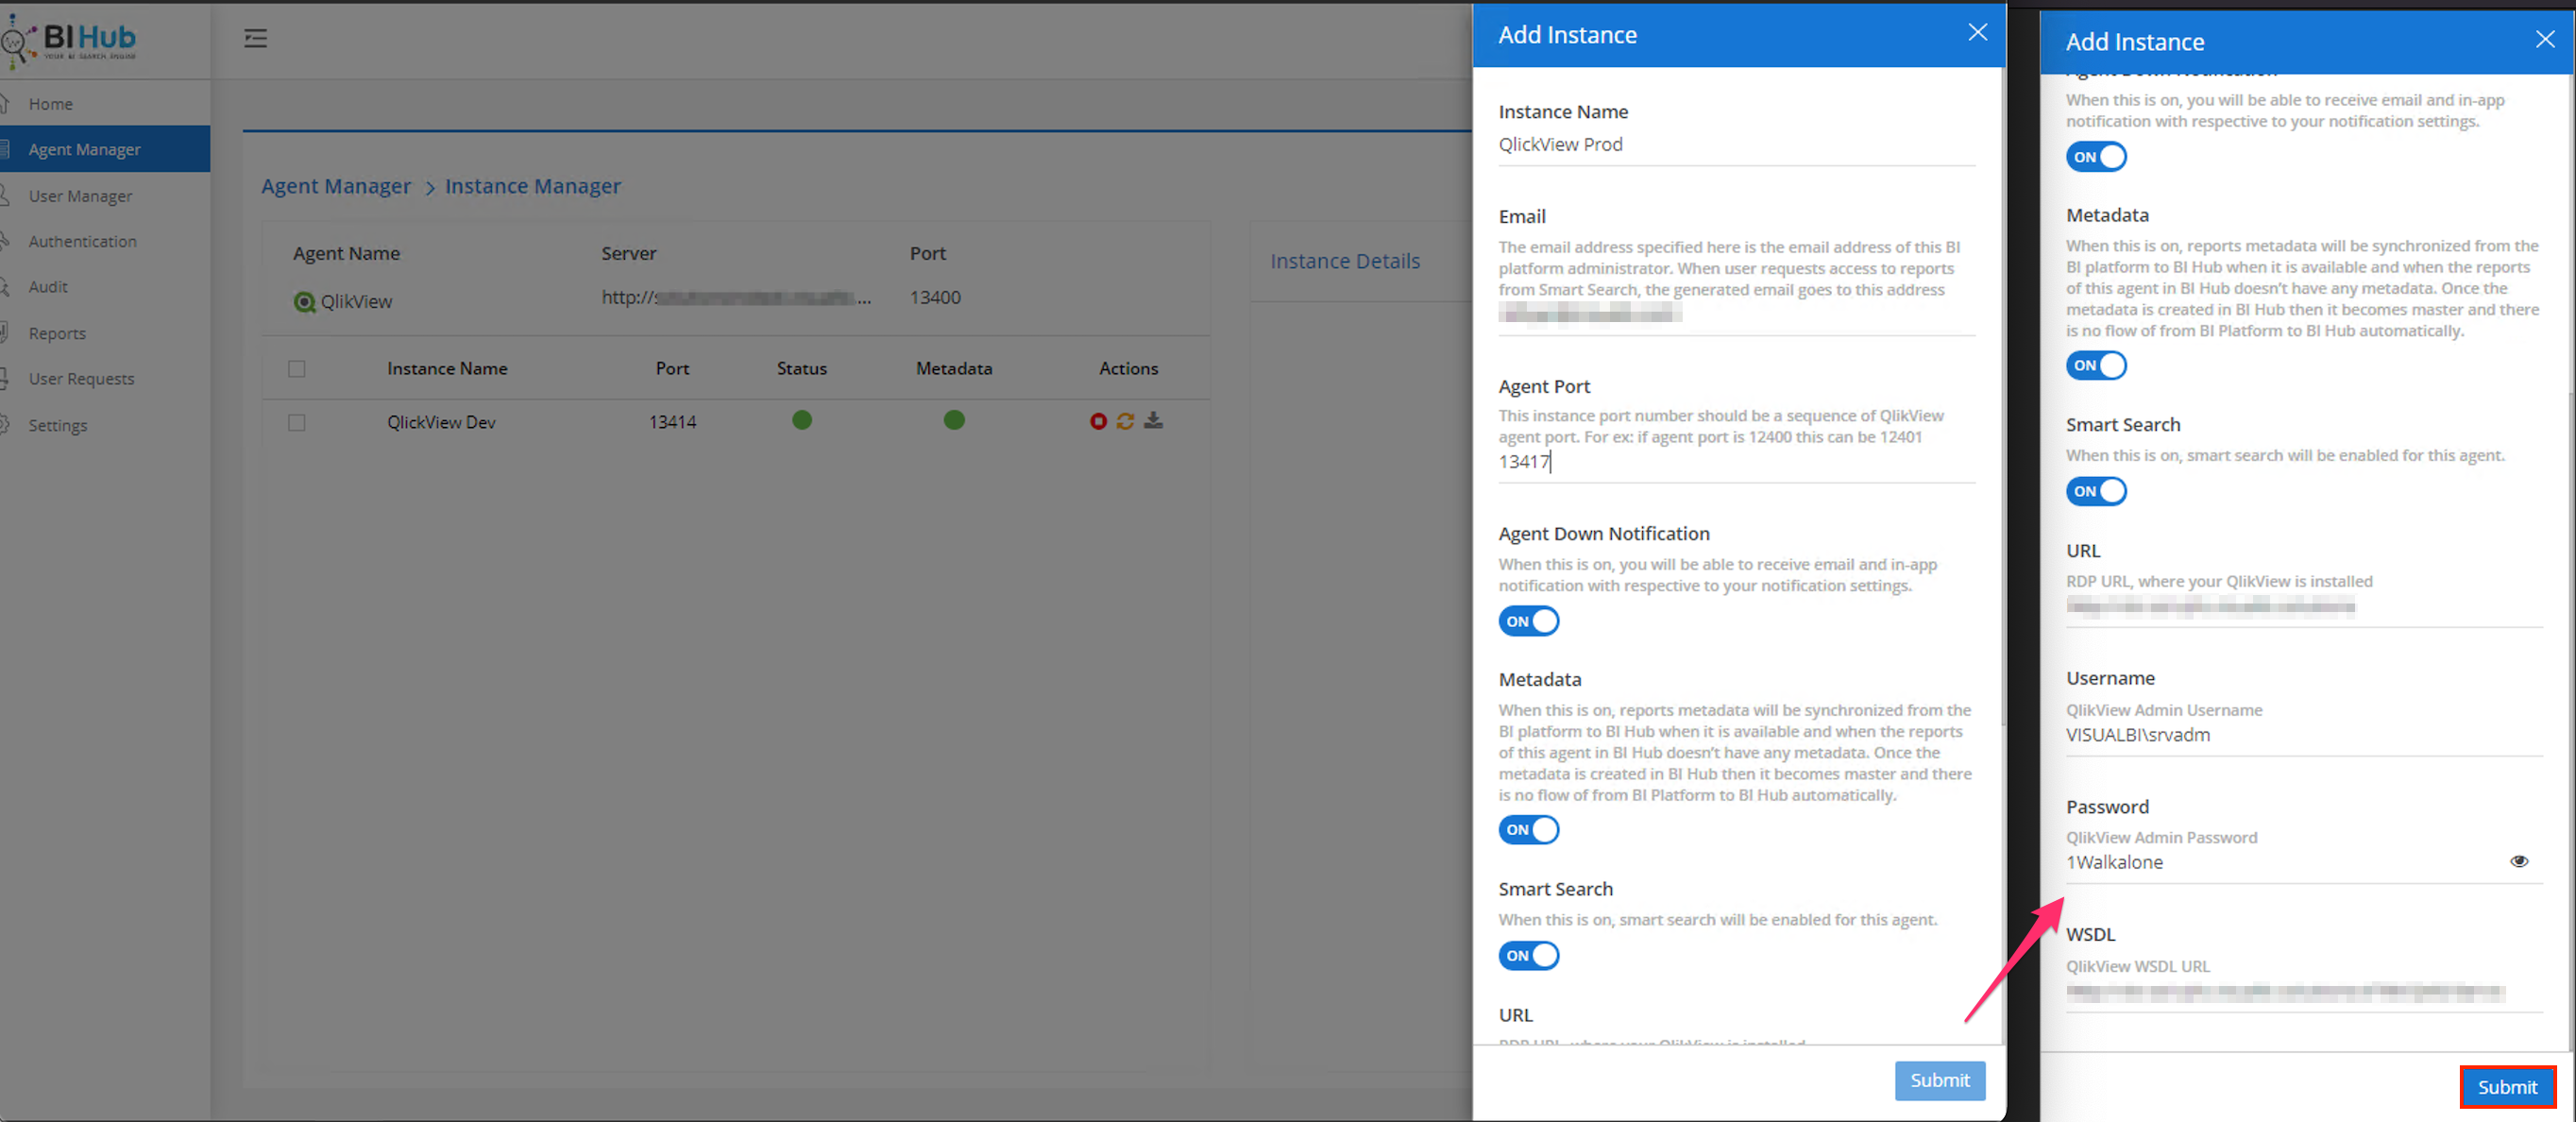 BI Hub
YOUR BI SEARCH ENGINE
Home
Agent Manager
User Manager
Authentication
Audit
Reports
User Requests
Settings
Agent Manager > Instance Manager
Agent Name Server Port
QlikView http:// ... 13400
Instance Name Port Status Metadata Actions
QlickView Dev 13414
Instance Details
Add Instance
Instance Name
QlickView Prod
Email
The email address specified here is the email address of this BI
platform administrator. When user requests access to reports
from Smart Search, the generated email goes to this address
Agent Port
This instance port number should be a sequence of QlikView
agent port. For ex: if agent port is 12400 this can be 12401
13417
Agent Down Notification
When this is on, you will be able to receive email and in-app
notification with respective to your notification settings.
ON
Metadata
When this is on, reports metadata will be synchronized from the
BI platform to BI Hub when it is available and when the reports
of this agent in BI Hub doesn't have any metadata. Once the
metadata is created in BI Hub then it becomes master and there
is no flow of from BI Platform to BI Hub automatically.
ON
Smart Search
When this is on, smart search will be enabled for this agent.
ON
URL
RDP URL, where your QlikView is installed
Submit
Add Instance
Agent Down Notification
When this is on, you will be able to receive email and in-app
notification with respective to your notification settings.
ON
Metadata
When this is on, reports metadata will be synchronized from the
BI platform to BI Hub when it is available and when the reports
of this agent in BI Hub doesn't have any metadata. Once the
metadata is created in BI Hub then it becomes master and there
is no flow of from BI Platform to BI Hub automatically.
ON
Smart Search
When this is on, smart search will be enabled for this agent.
ON
URL
RDP URL, where your QlikView is installed
Username
QlikView Admin Username
VISUALBI\srvadm
Password
QlikView Admin Password
1Walkalone
WSDL
QlikView WSDL URL
Submit